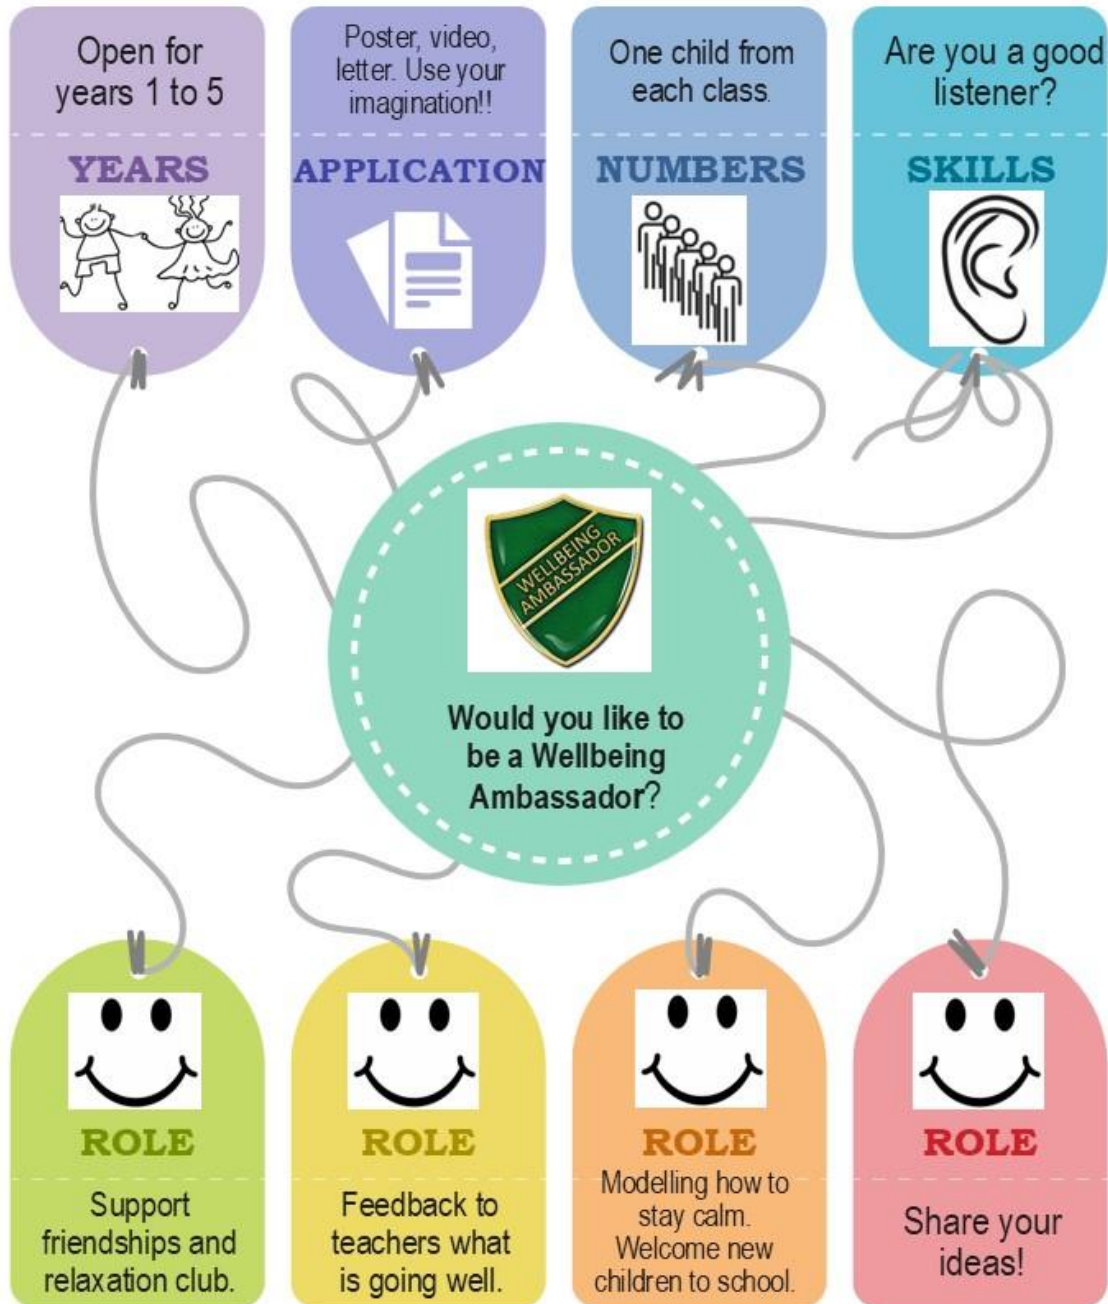 Open for
years 1 to 5
YEARS
Poster, video,
letter. Use your
imagination!!
APPLICATION
One child from
each class.
NUMBERS
Are you a good
listener?
SKILLS
WELLBEING
AMBASSADOR
Would you like to
be a Wellbeing
Ambassador?
ROLE
Support
friendships and
relaxation club.
ROLE
Feedback to
teachers what
is going well.
ROLE
Modelling how to
stay calm.
Welcome new
children to school.
ROLE
Share your
ideas!